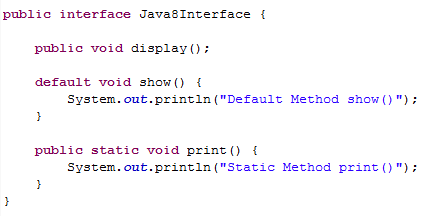 public interface Java8Interface {
public void display();
default void show() {
System.out.println("Default Method show()");
}
public static void print() {
System.out.println("Static Method print()");
}
}